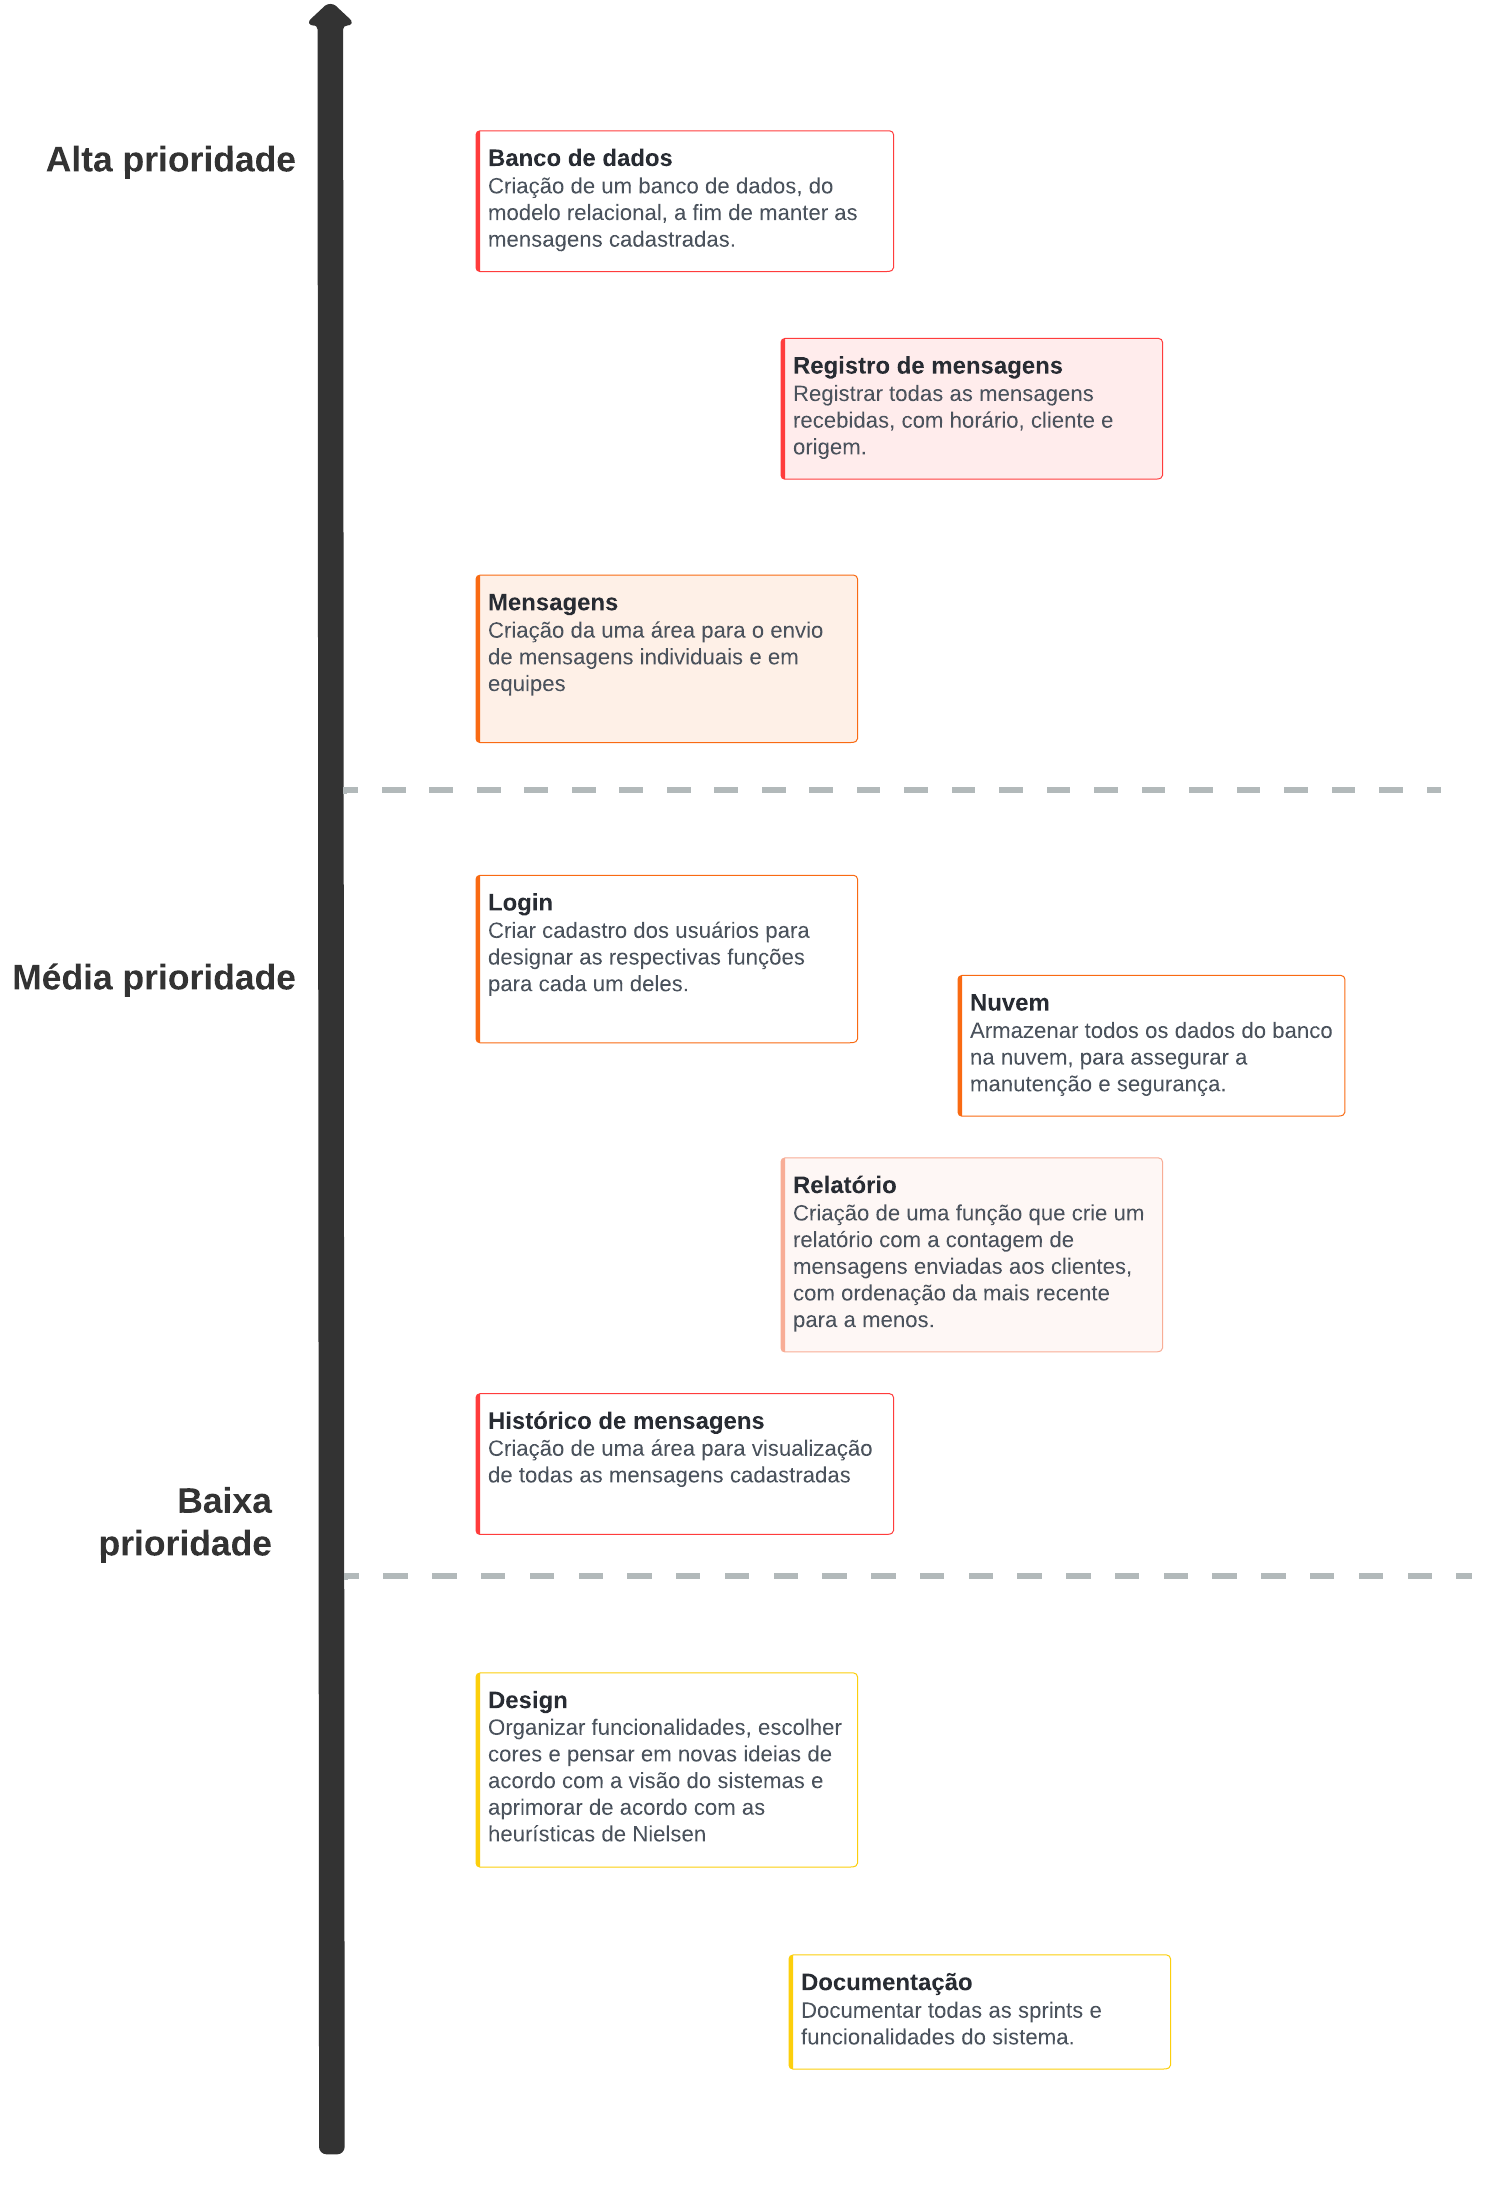 Alta prioridade
Banco de dados
Criação de um banco de dados, do
modelo relacional, a fim de manter as
mensagens cadastradas.
Registro de mensagens
Registrar todas as mensagens
recebidas, com horário, cliente e
origem.
Mensagens
Criação da uma área para o envio
de mensagens individuais e em
equipes
Média prioridade
Login
Criar cadastro dos usuários para
designar as respectivas funções
para cada um deles.
Nuvem
Armazenar todos os dados do banco
na nuvem, para assegurar a
manutenção e segurança.
Relatório
Criação de uma função que crie um
relatório com a contagem de
mensagens enviadas aos clientes,
com ordenação da mais recente
para a menos.
Histórico de mensagens
Criação de uma área para visualização
de todas as mensagens cadastradas
Baixa
prioridade
Design
Organizar funcionalidades, escolher
cores e pensar em novas ideias de
acordo com a visão do sistemas e
aprimorar de acordo com as
heurísticas de Nielsen
Documentação
Documentar todas as sprints e
funcionalidades do sistema.